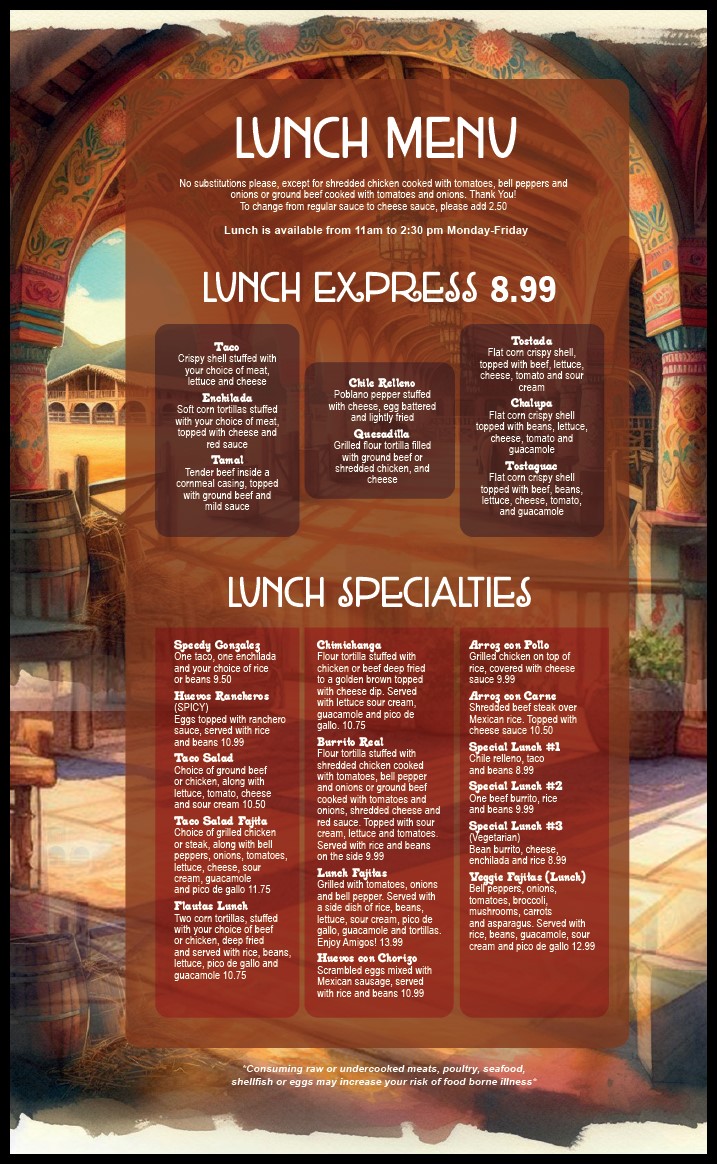 LUNCH MENU
No substitutions please, except for shredded chicken cooked with tomatoes, bell peppers and
onions or ground beef cooked with tomatoes and onions. Thank You!
To change from regular sauce to cheese sauce, please add 2.50
Lunch is available from 11am to 2:30 pm Monday-Friday
LUNCH EXPRESS 8.99
Taco
Crispy shell stuffed with
your choice of meat,
lettuce and cheese
Enchilada
Soft corn tortillas stuffed
with your choice of meat,
topped with cheese and
red sauce
Tamal
Tender beef inside a
cornmeal casing, topped
with ground beef and
mild sauce
Chile Relleno
Poblano pepper stuffed
with cheese, egg battered
and lightly fried
Quesadilla
Grilled flour tortilla filled
with ground beef or
shredded chicken, and
cheese
Tostada
Flat corn crispy shell,
topped with beef, lettuce,
cheese, tomato and sour
cream
Chalupa
Flat corn crispy shell
topped with beans, lettuce,
cheese, tomato and
guacamole
Tostaguac
Flat corn crispy shell
topped with beef, beans,
lettuce, cheese, tomato,
and guacamole
LUNCH SPECIALTIES
Speedy Gonzalez
One taco, one enchilada
and your choice of rice
or beans 9.50
Huevos Rancheros
(SPICY)
Eggs topped with ranchero
sauce, served with rice
and beans 10.99
Taco Salad
Choice of ground beef
or chicken, along with
lettuce, tomato, cheese
and sour cream 10.50
Taco Salad Fajita
Choice of grilled chicken
or steak, along with bell
peppers, onions, tomatoes,
lettuce, cheese, sour
cream, guacamole
and pico de gallo 11.75
Flautas Lunch
Two corn tortillas, stuffed
with your choice of beef
or chicken, deep fried
and served with rice, beans,
lettuce, pico de gallo and
guacamole 10.75
Chimichanga
Flour tortilla stuffed with
chicken or beef deep fried
to a golden brown topped
with cheese dip. Served
with lettuce sour cream,
guacamole and pico de
gallo. 10.75
Burrito Real
Flour tortilla stuffed with
shredded chicken cooked
with tomatoes, bell pepper
and onions or ground beef
cooked with tomatoes and
onions, shredded cheese and
red sauce. Topped with sour
cream, lettuce and tomatoes.
Served with rice and beans
on the side 9.99
Lunch Fajitas
Grilled with tomatoes, onions
and bell pepper. Served with
a side dish of rice, beans,
lettuce, sour cream, pico de
gallo, guacamole and tortillas.
Enjoy Amigos! 13.99
Huevos con Chorizo
Scrambled eggs mixed with
Mexican sausage, served
with rice and beans 10.99
Arroz con Pollo
Grilled chicken on top of
rice, covered with cheese
sauce 9.99
Arroz con Carne
Shredded beef steak over
Mexican rice. Topped with
cheese sauce 10.50
Special Lunch #1
Chile relleno, taco
and beans 8.99
Special Lunch #2
One beef burrito, rice
and beans 9.99
Special Lunch #3
(Vegetarian)
Bean burrito, cheese,
enchilada and rice 8.99
Veggie Fajitas (Lunch)
Bell peppers, onions,
tomatoes, broccoli,
mushrooms, carrots
and asparagus. Served with
rice, beans, guacamole, sour
cream and pico de gallo 12.99
*Consuming raw or undercooked meats, poultry, seafood,
shellfish or eggs may increase your risk of food borne illness*